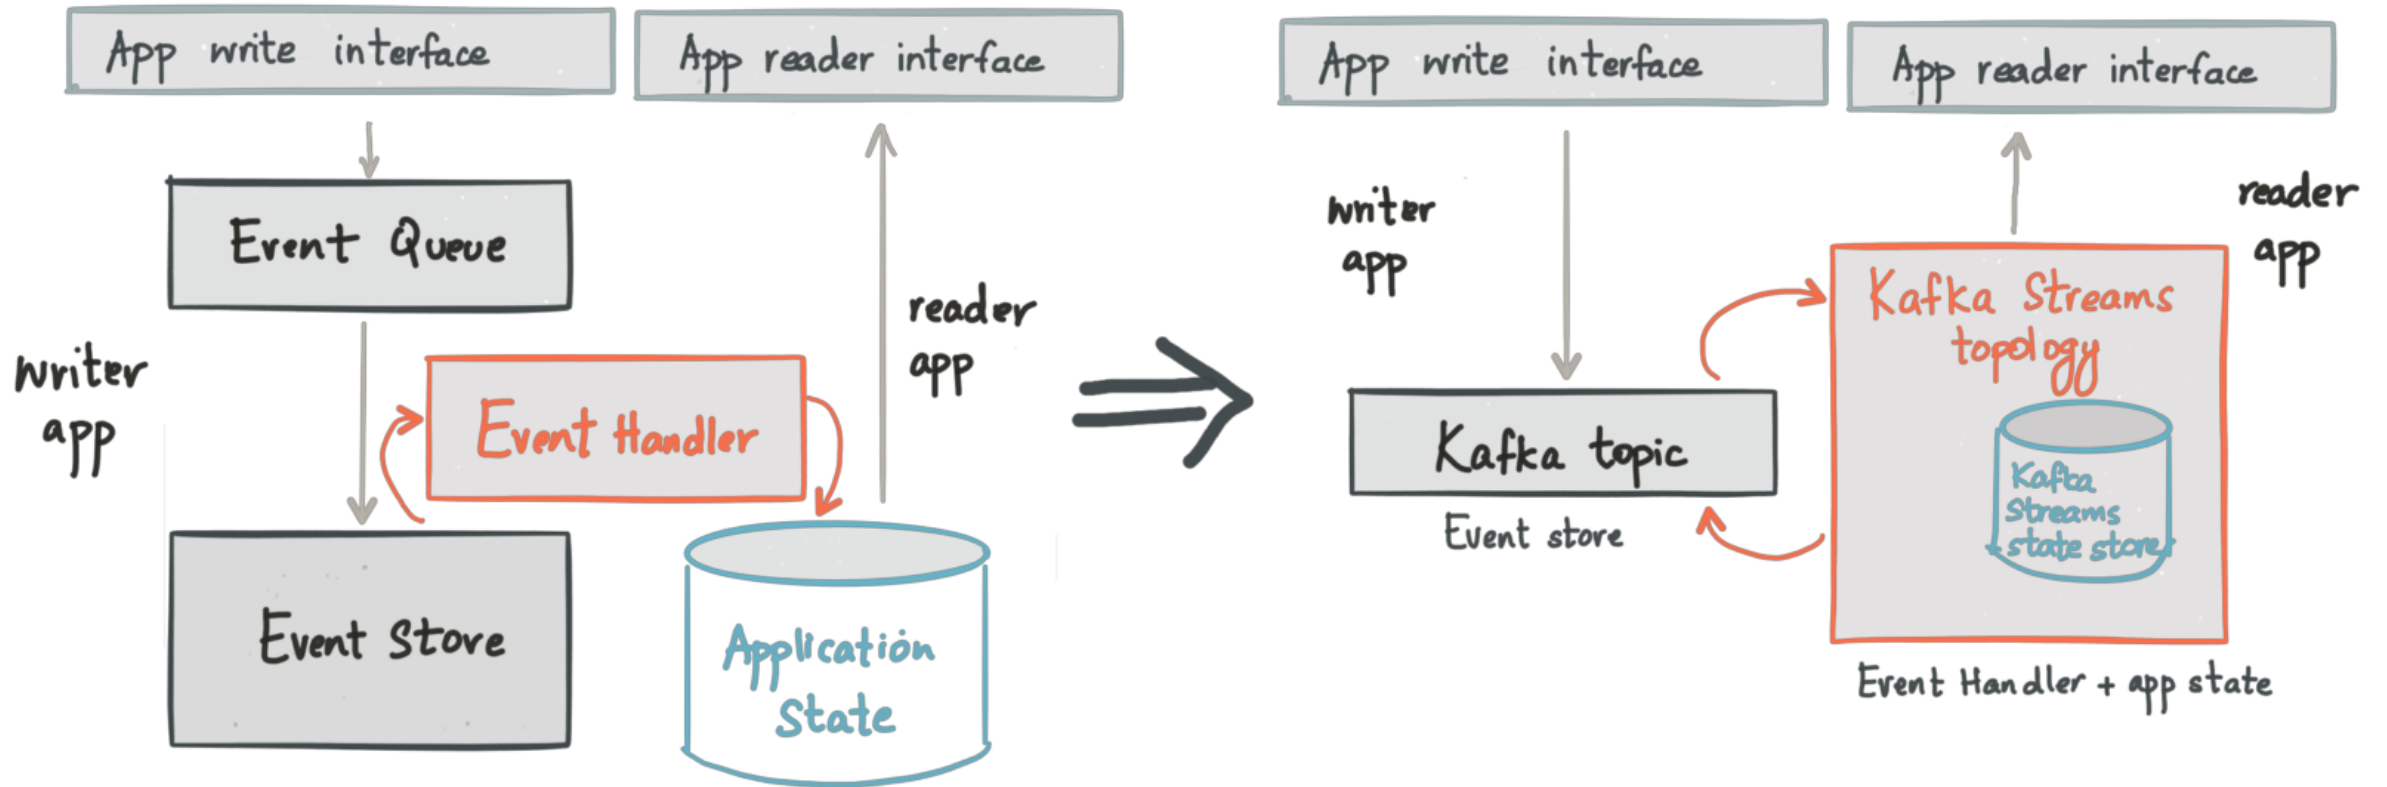 App write interface
App reader interface
Event Queue
writer
app
Event Handler
reader
app
Event Store
Application
State
App write interface
App reader interface
writer
app
reader
app
Kafka topic
Event store
Kafka Streams
topology
Kafka
Streams
state store
Event Handler + app state